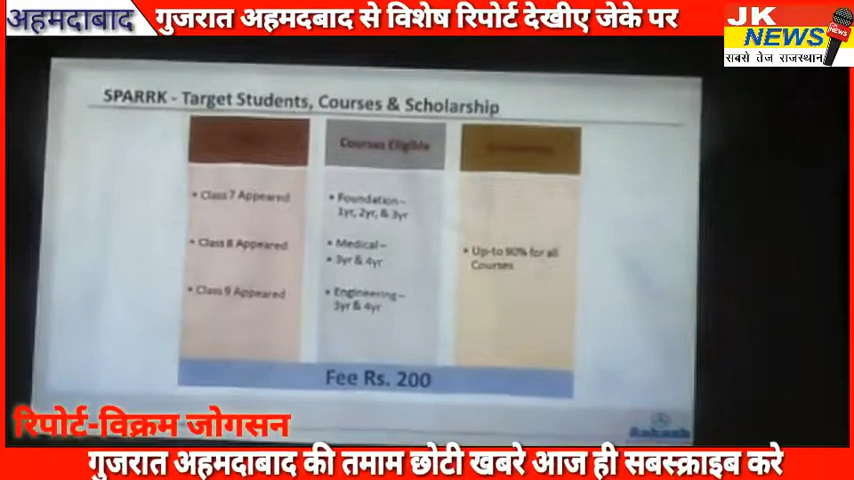 अहमदाबाद
गुजरात अहमदबाद से विशेष रिपोर्ट देखीए जेके पर
JK
NEWS
NEWS
सबसे तेज राजस्थान
SPARRK - Target Students, Courses & Scholarship
Courses Eligible
• Class 7 Appeared
• Class 8 Appeared
• Class 9 Appeared
• Foundation –
1yr, 2yr, & 3yr
• Medical –
• 3yr & 4yr
• Engineering –
3yr & 4yr
• Up-to 90% for all
Courses
Fee Rs. 200
Aakash
रिपोर्ट-विक्रम जोगसन
गुजरात अहमदाबाद की तमाम छोटी खबरे आज ही सबस्क्राइब करे